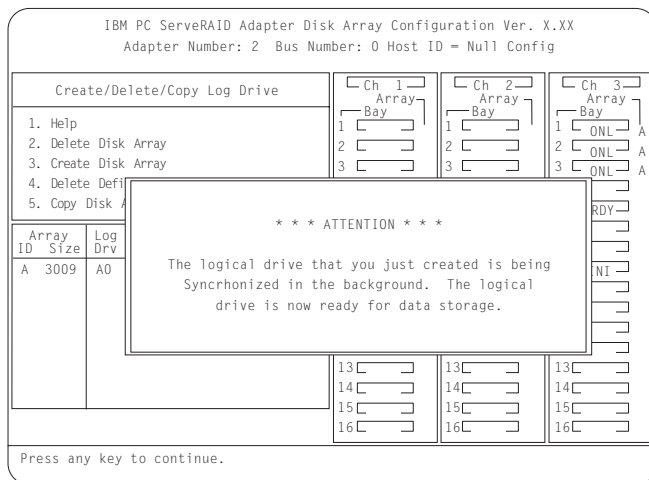 IBM PC ServeRAID Adapter Disk Array Configuration Ver. X.XX
Adapter Number: 2 Bus Number: 0 Host ID = Null Config
Create/Delete/Copy Log Drive
1. Help
2. Delete Disk Array
3. Create Disk Array
4. Delete Defi
5. Copy Disk A
Array Log
ID Size Drv
A 3009 A0
Ch 1 Ch 2 Ch 3
Array Array Array
Bay Bay Bay
1 1 1 ONL A
2 2 2 ONL A
3 3 3 ONL A
RDY
NI
* * * ATTENTION * * *
The logical drive that you just created is being
Syncrhonized in the background. The logical
drive is now ready for data storage.
13 13 13
14 14 14
15 15 15
16 16 16
Press any key to continue.